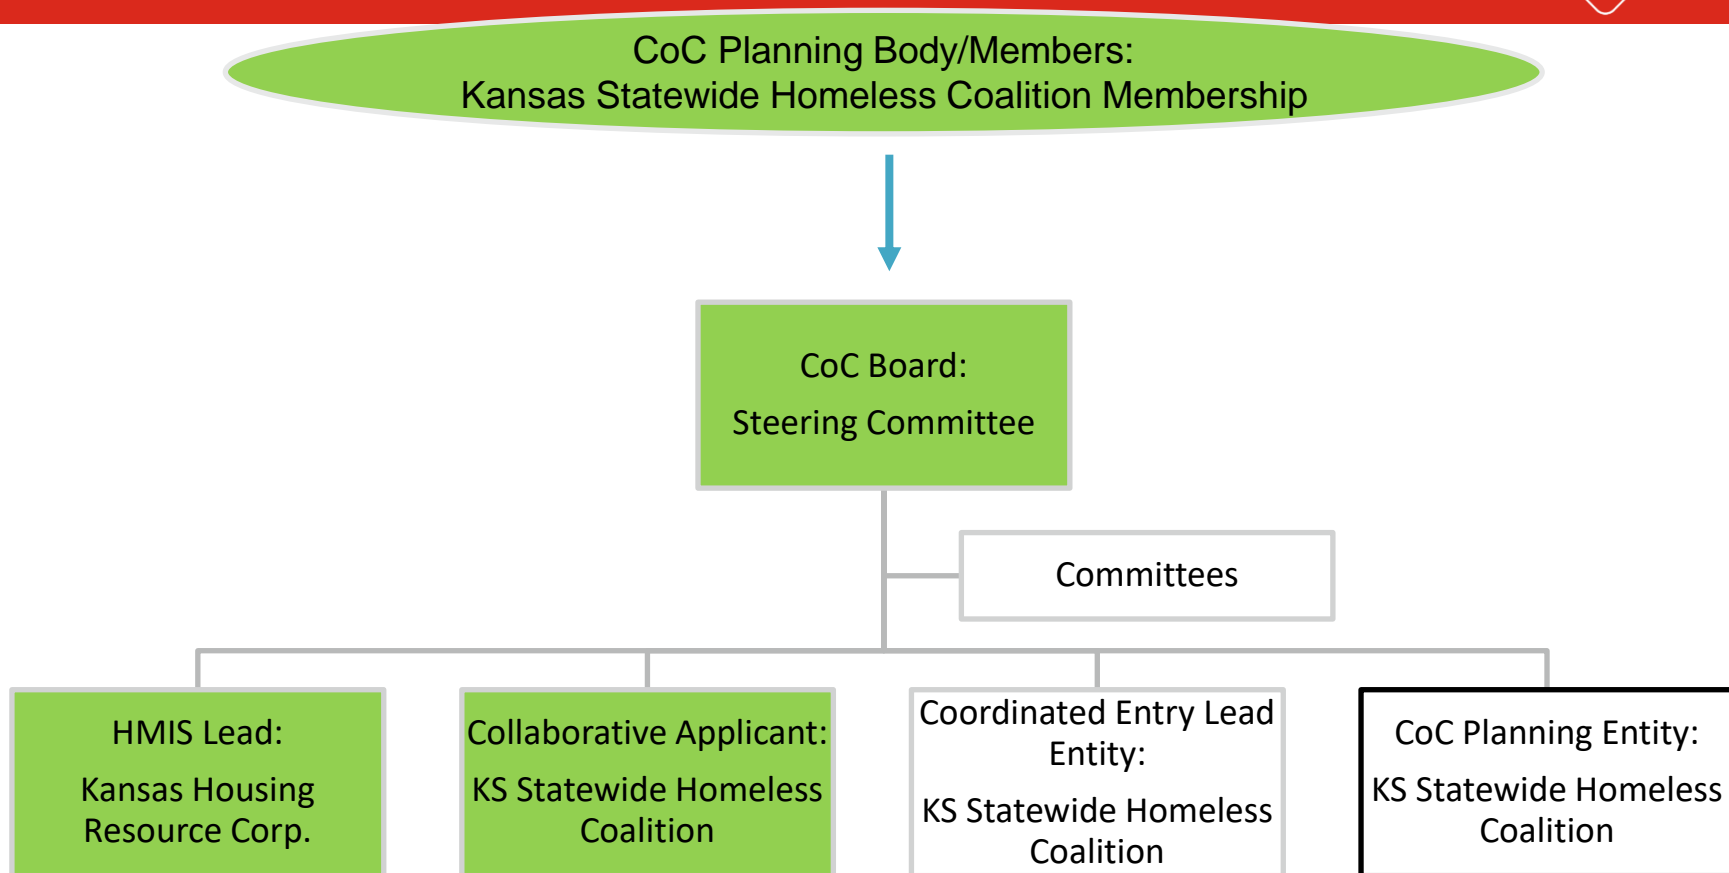 CoC Planning Body/Members:
Kansas Statewide Homeless Coalition Membership
CoC Board:
Steering Committee
Committees
HMIS Lead:
Kansas Housing
Resource Corp.
Collaborative Applicant:
KS Statewide Homeless
Coalition
Coordinated Entry Lead
Entity:
KS Statewide Homeless
Coalition
CoC Planning Entity:
KS Statewide Homeless
Coalition